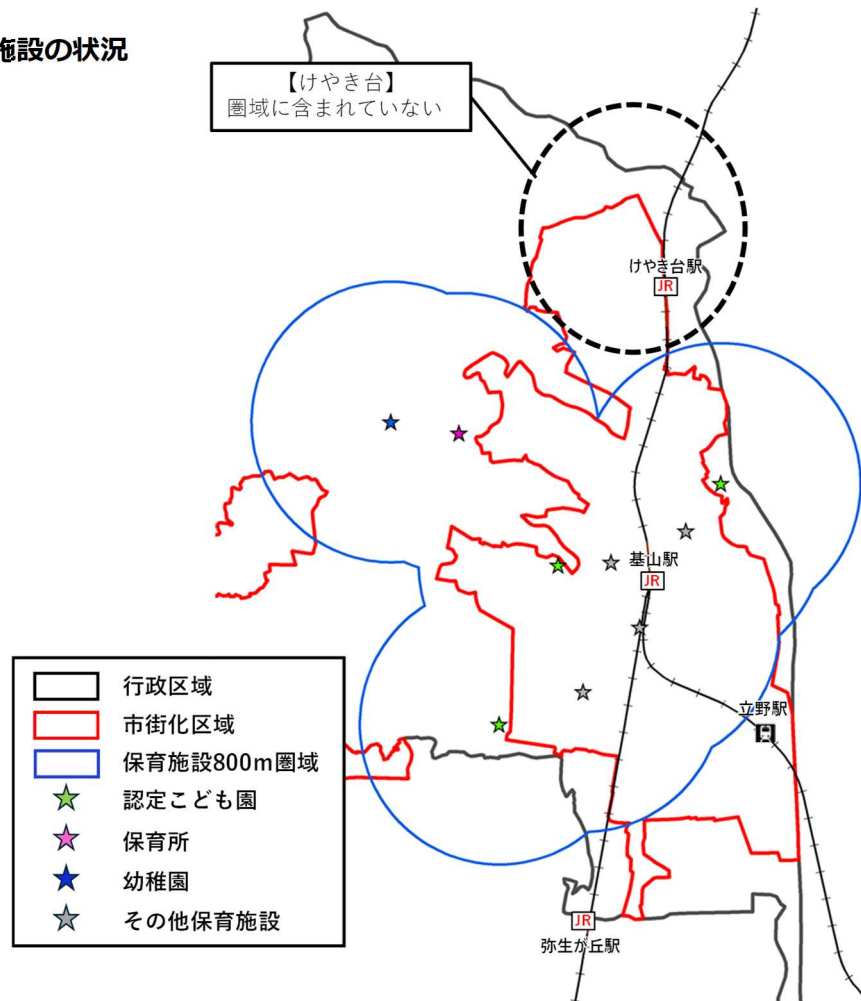 施設の状況
【けやき台】
圏域に含まれていない
けやき台駅
JR
基山駅
JR
立野駅
行政区域
市街化区域
保育施設800m圏域
認定こども園
保育所
幼稚園
その他保育施設
JR
弥生が丘駅